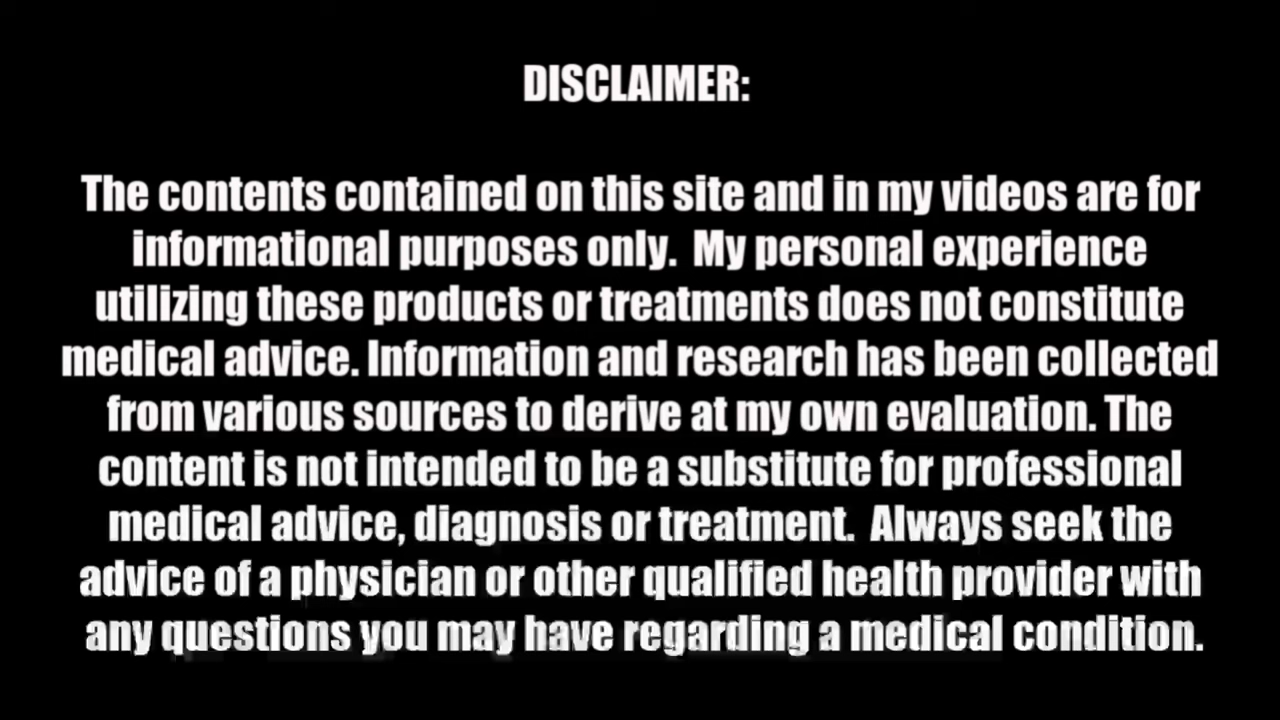 DISCLAIMER:
The contents contained on this site and in my videos are for
informational purposes only.  My personal experience
utilizing these products or treatments does not constitute
medical advice. Information and research has been collected
from various sources to derive at my own evaluation. The
content is not intended to be a substitute for professional
medical advice, diagnosis or treatment.  Always seek the
advice of a physician or other qualified health provider with
any questions you may have regarding a medical condition.